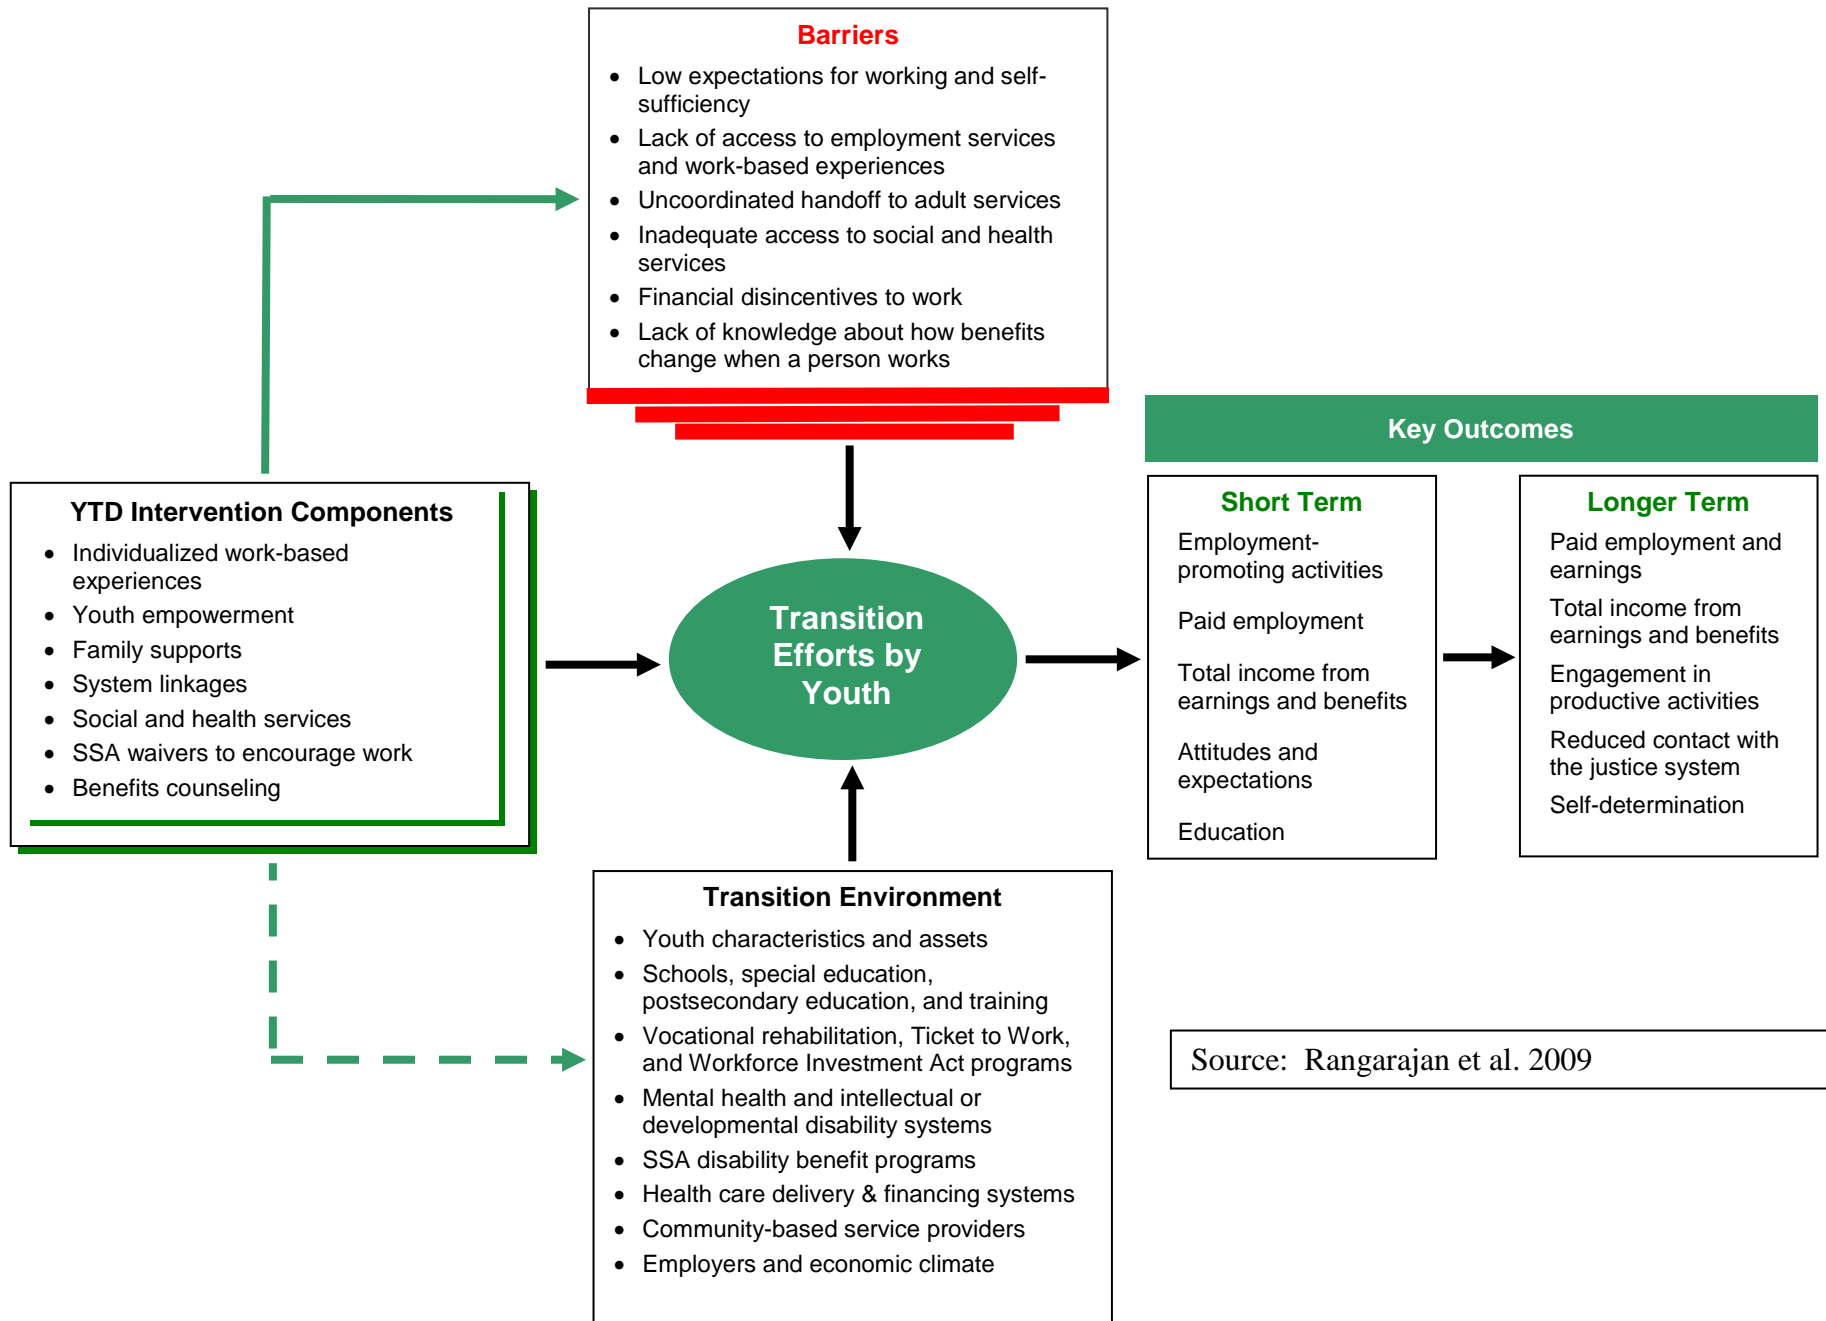 Barriers
• Low expectations for working and self-
sufficiency
• Lack of access to employment services
and work-based experiences
• Uncoordinated handoff to adult services
• Inadequate access to social and health
services
• Financial disincentives to work
• Lack of knowledge about how benefits
change when a person works
YTD Intervention Components
• Individualized work-based
experiences
• Youth empowerment
• Family supports
• System linkages
• Social and health services
• SSA waivers to encourage work
• Benefits counseling
Transition
Efforts by
Youth
Key Outcomes
Short Term
Employment-
promoting activities
Paid employment
Total income from
earnings and benefits
Attitudes and
expectations
Education
Longer Term
Paid employment and
earnings
Total income from
earnings and benefits
Engagement in
productive activities
Reduced contact with
the justice system
Self-determination
Transition Environment
• Youth characteristics and assets
• Schools, special education,
postsecondary education, and training
• Vocational rehabilitation, Ticket to Work,
and Workforce Investment Act programs
• Mental health and intellectual or
developmental disability systems
• SSA disability benefit programs
• Health care delivery & financing systems
• Community-based service providers
• Employers and economic climate
Source:  Rangarajan et al. 2009